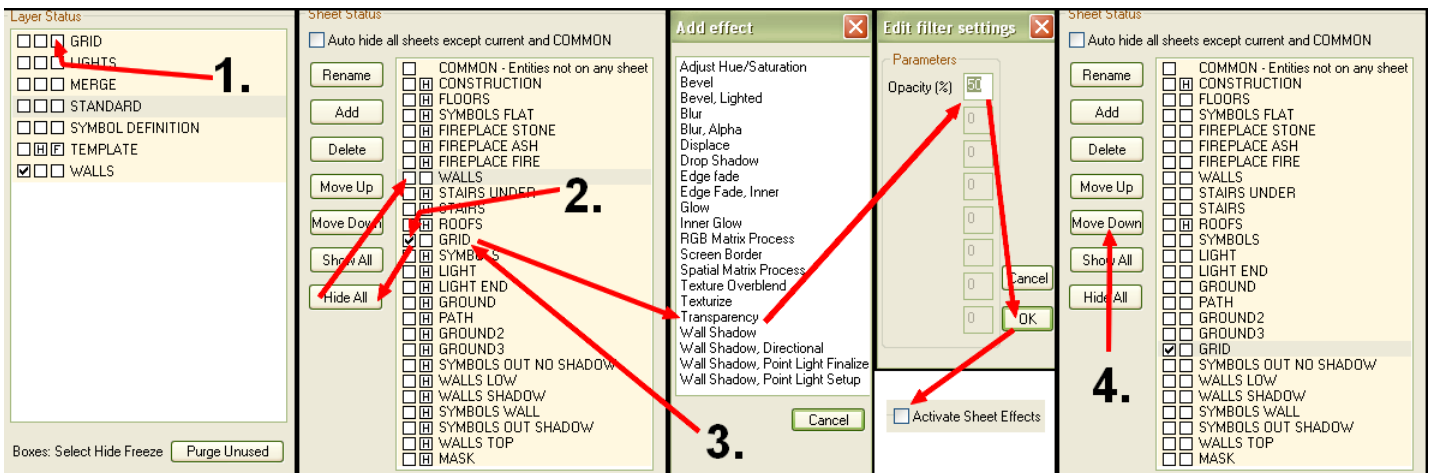 Layer Status
GRID
LIGHTS
MERGE
STANDARD
SYMBOL DEFINITION
H F TEMPLATE
WALLS
1.
Boxes: Select Hide Freeze
Purge Unused
Sheet Status
Auto hide all sheets except current and COMMON
Rename
Add
Delete
Move Up
Move Down
Show All
Hide All
COMMON - Entities not on any sheet
H CONSTRUCTION
H FLOORS
H SYMBOLS FLAT
H FIREPLACE STONE
H FIREPLACE ASH
H FIREPLACE FIRE
WALLS
H STAIRS UNDER
H STAIRS
H ROOFS
GRID
H SYMBOLS
H LIGHT
H LIGHT END
H GROUND
H PATH
H GROUND2
H GROUND3
H SYMBOLS OUT NO SHADOW
H WALLS LOW
H WALLS SHADOW
H SYMBOLS WALL
H SYMBOLS OUT SHADOW
H WALLS TOP
H MASK
2.
Add effect
Adjust Hue/Saturation
Bevel
Bevel, Lighted
Blur
Blur, Alpha
Displace
Drop Shadow
Edge fade
Edge Fade, Inner
Glow
Inner Glow
RGB Matrix Process
Screen Border
Spatial Matrix Process
Texture Overblend
Texturize
Transparency
Wall Shadow
Wall Shadow, Directional
Wall Shadow, Point Light Finalize
Wall Shadow, Point Light Setup
Cancel
3.
Edit filter settings
Parameters
Opacity (%) 50
0
0
0
0
0
0
0
Cancel
OK
Activate Sheet Effects
Sheet Status
Auto hide all sheets except current and COMMON
Rename
Add
Delete
Move Up
Move Down
Show All
Hide All
4.
COMMON - Entities not on any sheet
H CONSTRUCTION
FLOORS
SYMBOLS FLAT
FIREPLACE STONE
FIREPLACE ASH
FIREPLACE FIRE
WALLS
STAIRS UNDER
STAIRS
H ROOFS
SYMBOLS
LIGHT
LIGHT END
GROUND
PATH
GROUND2
GROUND3
GRID
SYMBOLS OUT NO SHADOW
WALLS LOW
WALLS SHADOW
SYMBOLS WALL
SYMBOLS OUT SHADOW
WALLS TOP
MASK